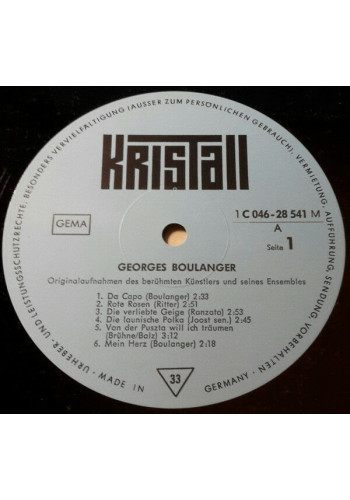 URHEBER- UND LEISTUNGSSCHUTZRECHTE, BESONDERS VERVIELFÄLTIGUNG (AUSSER ZUM PERSÖNLICHEN GEBRAUCH), VERMIETUNG, AUFFÜHRUNG, SENDUNG, VORBEHALTEN ·
KRISTALL
GEMA
1 C 046-28 541 M
A
Seite 1
GEORGES BOULANGER
Originalaufnahmen des berühmten Künstlers und seines Ensembles
1. Da Capo (Boulanger) 2:33
2. Rote Rosen (Ritter) 2:51
3. Die verliebte Geige (Ranzato) 2:53
4. Die launische Polka (Joost sen.) 2:45
5. Von der Puszta will ich träumen
(Brühne/Balz) 3:12
6. Mein Herz (Boulanger) 2:18
MADE IN
33
GERMANY ·